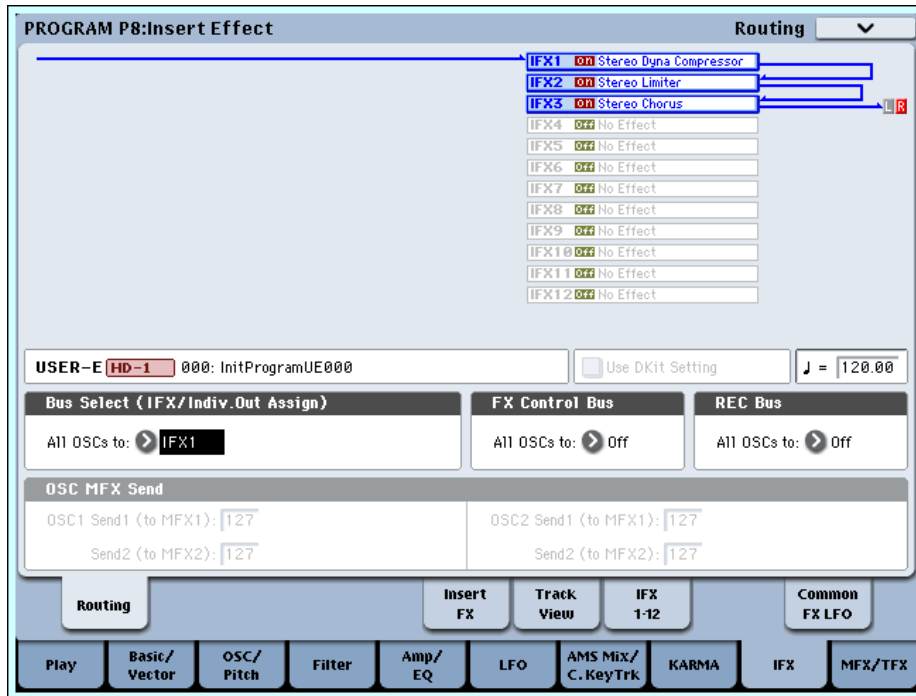 PROGRAM P8:Insert Effect Routing
IFX1 On Stereo Dyna Compressor
IFX2 On Stereo Limiter
IFX3 On Stereo Chorus
L R
IFX4 Off No Effect
IFX5 Off No Effect
IFX6 Off No Effect
IFX7 Off No Effect
IFX8 Off No Effect
IFX9 Off No Effect
IFX10 Off No Effect
IFX11 Off No Effect
IFX12 Off No Effect
USER-E HD-1 000: InitProgramUE000 Use DKit Setting ♩ = 120.00
Bus Select (IFX/Indiv.Out Assign) FX Control Bus REC Bus
All OSCs to: IFX1 All OSCs to: Off All OSCs to: Off
OSC MFX Send
OSC1 Send1 (to MFX1): 127 OSC2 Send1 (to MFX1): 127
Send2 (to MFX2): 127 Send2 (to MFX2): 127
Routing
Insert FX
Track View
IFX 1-12
Common FX LFO
Play
Basic/ Vector
OSC/ Pitch
Filter
Amp/ EQ
LFO
AMS Mix/ C.KeyTrk
KARMA
IFX
MFX/TFX